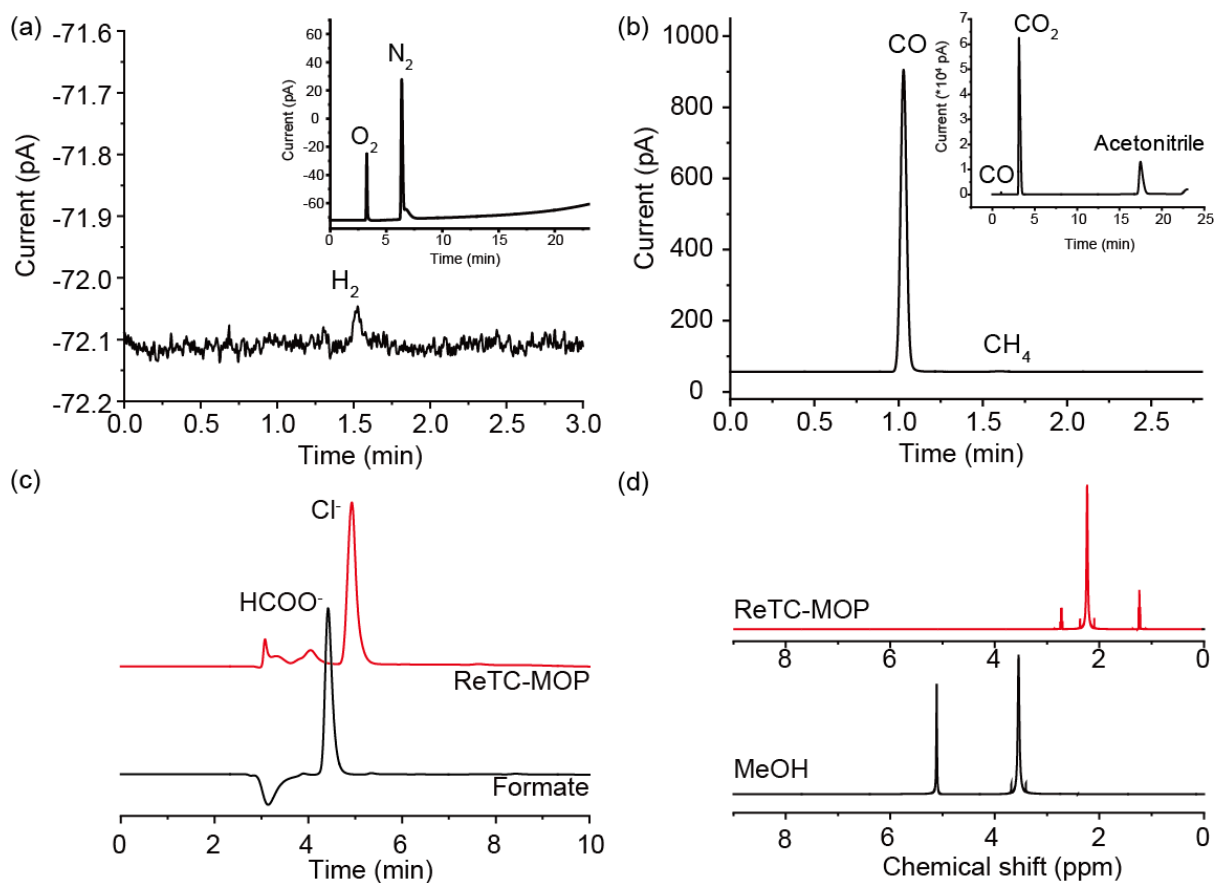 (a)
-71.6
-71.7
-71.8
-71.9
-72.0
-72.1
-72.2
Current (pA)
0.0 0.5 1.0 1.5 2.0 2.5 3.0
Time (min)
H₂
60
40
20
0
-20
-40
-60
Current (pA)
O₂
N₂
0 5 10 15 20
Time (min)
(b)
1000
800
600
400
200
0
Current (pA)
CO
CH₄
0.0 0.5 1.0 1.5 2.0 2.5
Time (min)
7
6
5
4
3
2
1
0
Current (*10⁴ pA)
CO₂
Acetonitrile
CO
0 5 10 15 20 25
Time (min)
(c)
Cl⁻
HCOO⁻
ReTC-MOP
Formate
0 2 4 6 8 10
Time (min)
(d)
ReTC-MOP
8 6 4 2 0
MeOH
8 6 4 2 0
Chemical shift (ppm)